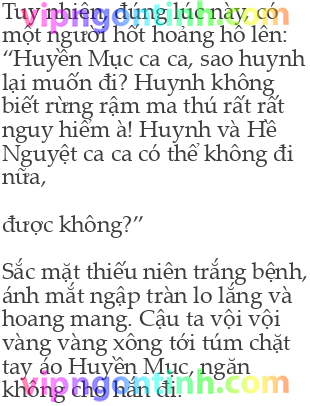 Tuy nhiên, đúng lúc này, có
một người hốt hoảng hô lên:
“Huyền Mục ca ca, sao huynh
lại muốn đi? Huynh không
biết rừng rậm ma thú rất rất
nguy hiểm à! Huynh và Hề
Nguyệt ca ca có thể không đi
nữa,
được không?”
Sắc mặt thiếu niên trắng bệnh,
ánh mắt ngập tràn lo lắng và
hoang mang. Cậu ta vội vội
vàng vàng xông tới túm chặt
tay áo Huyền Mục, ngăn
không cho hắn đi.
vipngontinh.com
vipngontinh.com